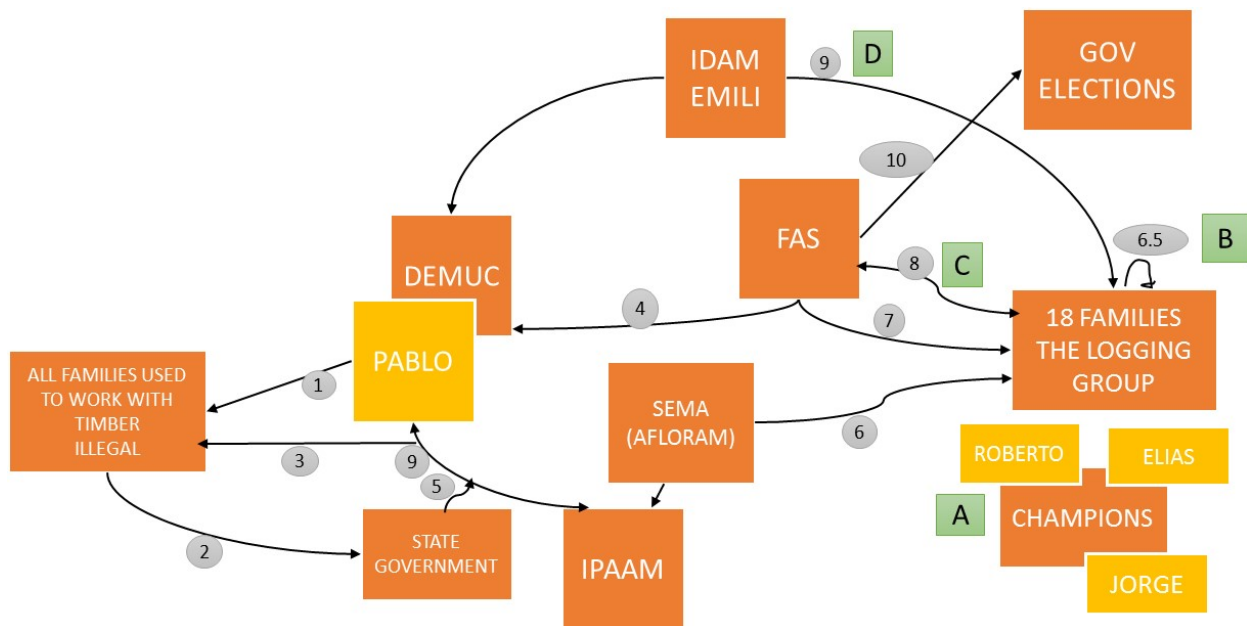 IDAM
EMILI
9
D
GOV
ELECTIONS
10
FAS
6.5
B
DEMUC
8
C
4
7
18 FAMILIES
THE LOGGING
GROUP
PABLO
ALL FAMILIES USED
TO WORK WITH
TIMBER
ILLEGAL
1
SEMA
(AFLORAM)
6
3
9
5
ROBERTO
ELIAS
A
CHAMPIONS
JORGE
2
STATE
GOVERNMENT
IPAAM